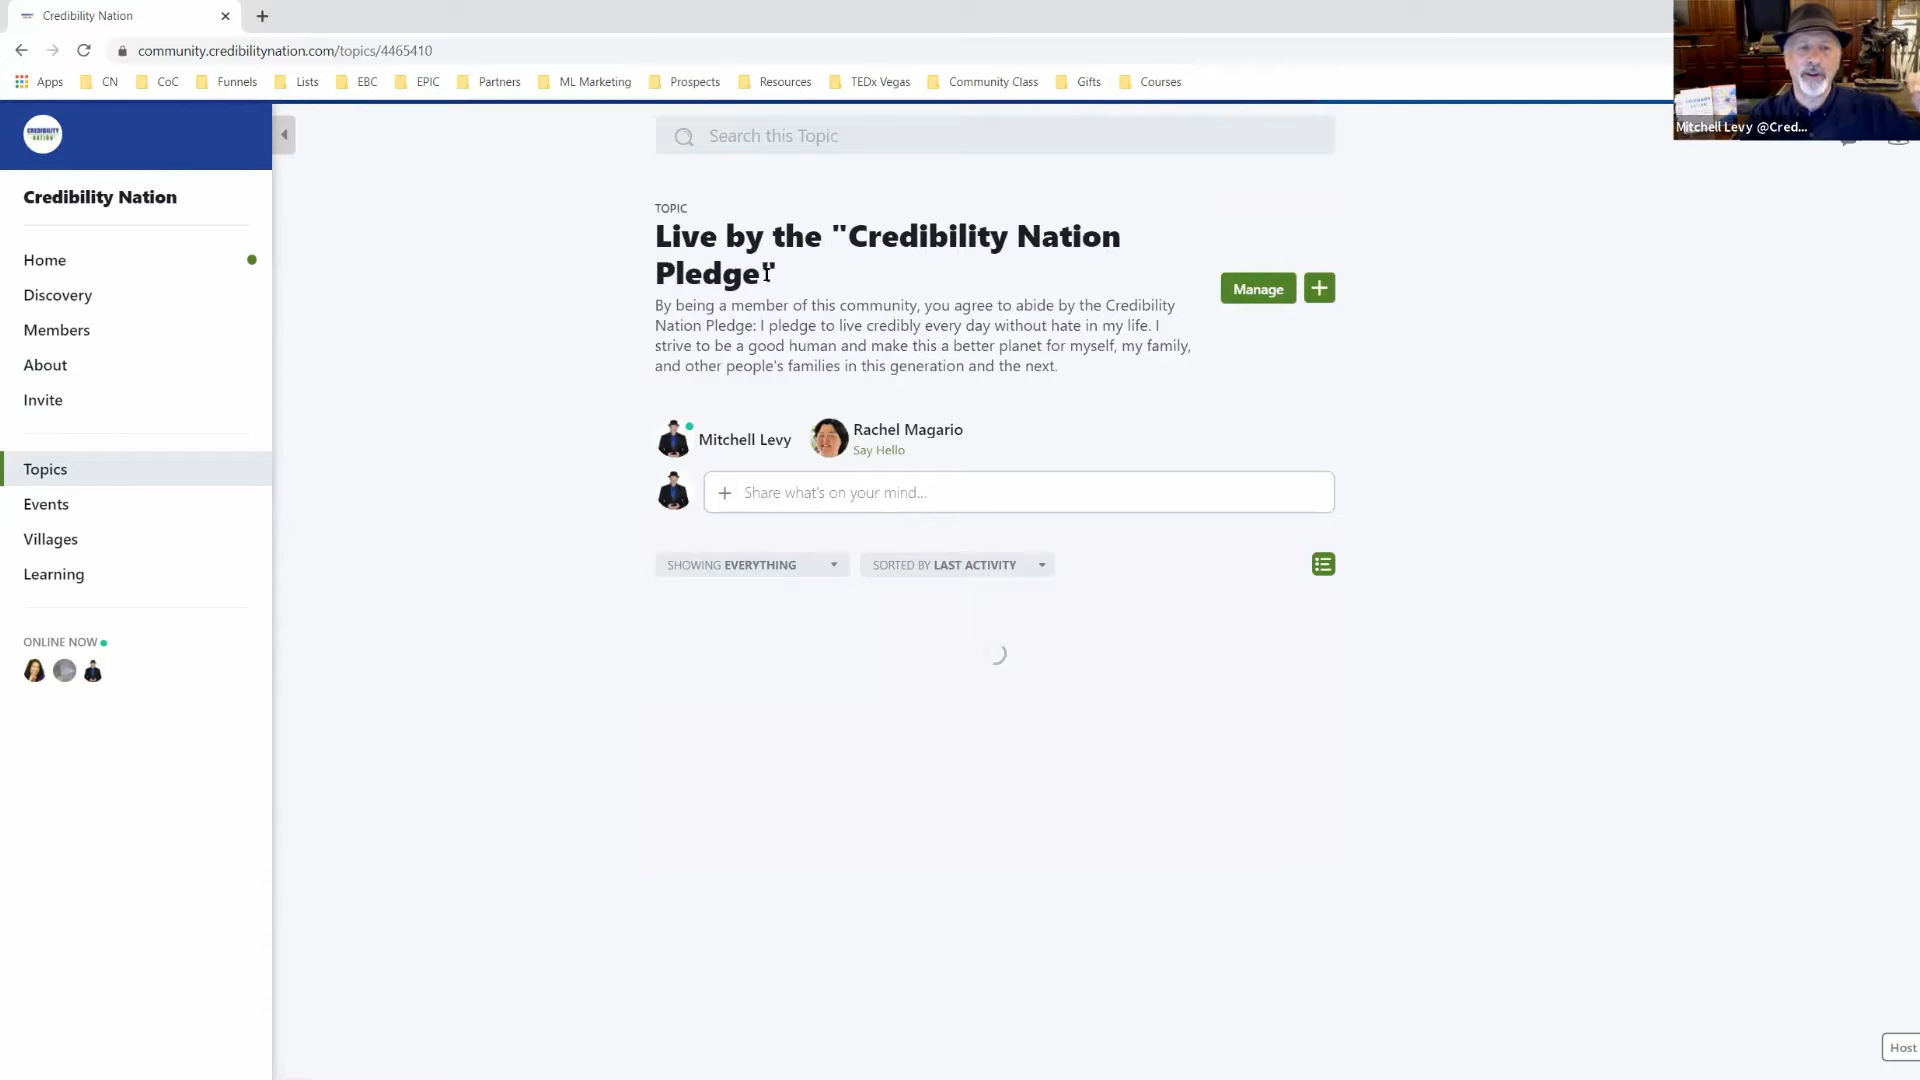 Credibility Nation
community.credibilitynation.com/topics/4465410
Apps CN CoC Funnels Lists EBC EPIC Partners ML Marketing Prospects Resources TEDx Vegas Community Class Gifts Courses
Mitchell Levy @Cred...
CREDIBILITY
NATION
Search this Topic
Credibility Nation
Home
Discovery
Members
About
Invite
Topics
Events
Villages
Learning
ONLINE NOW
TOPIC
Live by the "Credibility Nation
Pledge"
Manage
By being a member of this community, you agree to abide by the Credibility
Nation Pledge: I pledge to live credibly every day without hate in my life. I
strive to be a good human and make this a better planet for myself, my family,
and other people's families in this generation and the next.
Mitchell Levy
Rachel Magario
Say Hello
Share what's on your mind...
SHOWING EVERYTHING
SORTED BY LAST ACTIVITY
Host